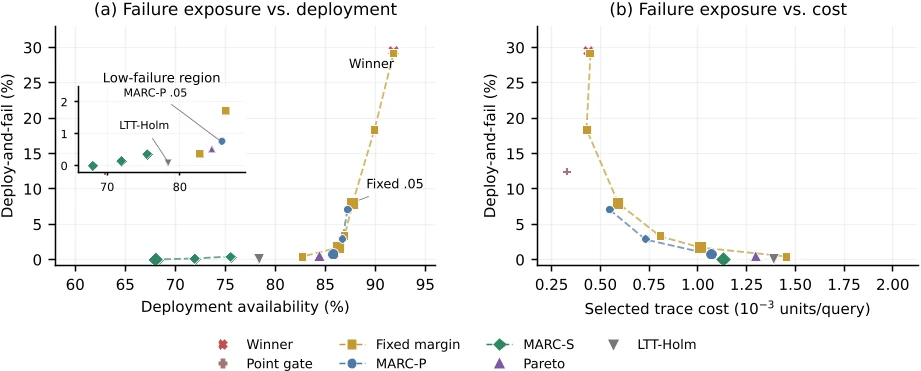 (a) Failure exposure vs. deployment
Deploy-and-fail (%)
30
25
20
15
10
5
0
60
65
70
75
80
85
90
95
Deployment availability (%)
Winner
Fixed .05
Low-failure region
MARC-P .05
LTT-Holm
2
1
0
70
80
(b) Failure exposure vs. cost
Deploy-and-fail (%)
30
25
20
15
10
5
0
0.25
0.50
0.75
1.00
1.25
1.50
1.75
2.00
Selected trace cost (10⁻³ units/query)
Winner
Fixed margin
MARC-S
LTT-Holm
Point gate
MARC-P
Pareto